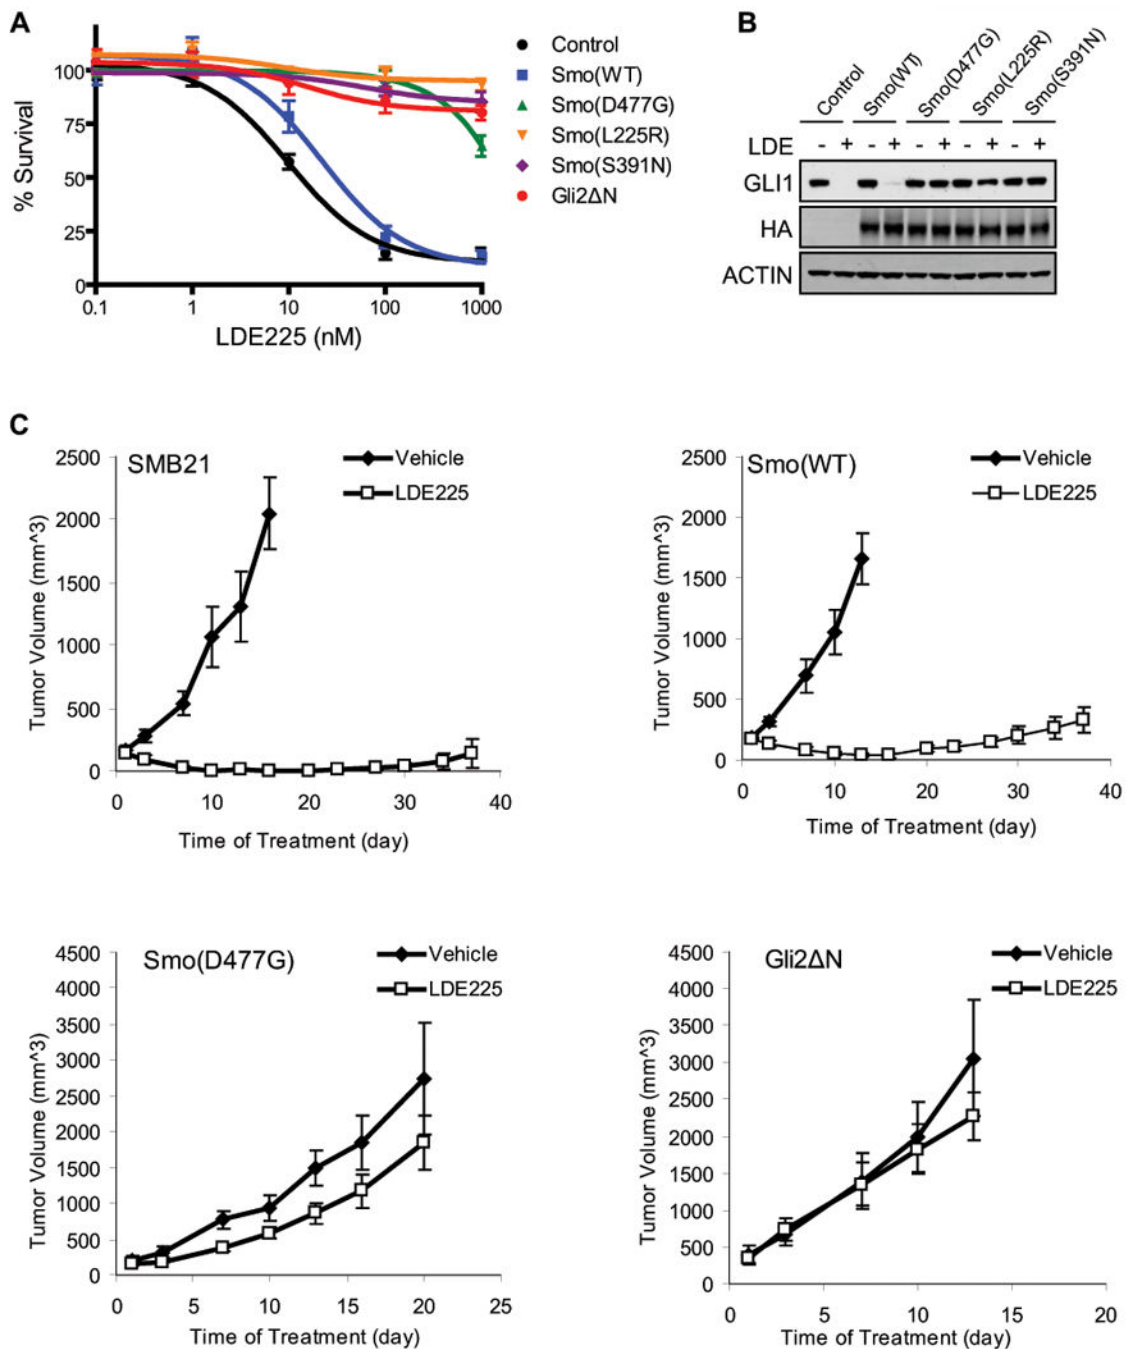 A
% Survival
100
75
50
25
0
0.1 1 10 100 1000
LDE225 (nM)
Control
Smo(WT)
Smo(D477G)
Smo(L225R)
Smo(S391N)
Gli2ΔN
B
Control Smo(WT) Smo(D477G) Smo(L225R) Smo(S391N)
LDE - + - + - + - + - +
GLI1
HA
ACTIN
C
SMB21
Vehicle
LDE225
Tumor Volume (mm^3)
2500
2000
1500
1000
500
0
0 10 20 30 40
Time of Treatment (day)
Smo(WT)
Vehicle
LDE225
Tumor Volume (mm^3)
2500
2000
1500
1000
500
0
0 10 20 30 40
Time of Treatment (day)
Smo(D477G)
Vehicle
LDE225
Tumor Volume (mm^3)
4500
4000
3500
3000
2500
2000
1500
1000
500
0
0 5 10 15 20 25
Time of Treatment (day)
Gli2ΔN
Vehicle
LDE225
Tumor Volume (mm^3)
4500
4000
3500
3000
2500
2000
1500
1000
500
0
0 5 10 15 20
Time of Treatment (day)